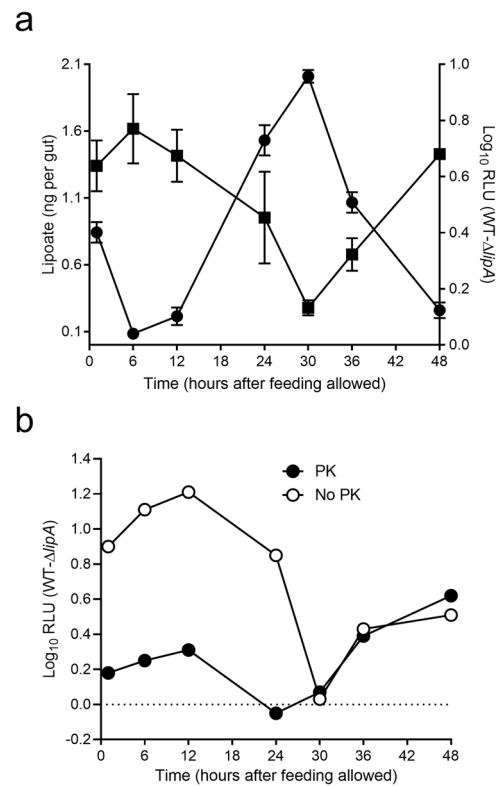 a
2.1
1.6
1.1
0.6
0.1
Lipoate (ng per gut)
1.0
0.8
0.6
0.4
0.2
0.0
Log10 RLU (WT-ΔlipA)
0 6 12 18 24 30 36 42 48
Time (hours after feeding allowed)
b
1.4
1.2
1.0
0.8
0.6
0.4
0.2
0.0
-0.2
Log10 RLU (WT-ΔlipA)
PK
No PK
0 6 12 18 24 30 36 42 48
Time (hours after feeding allowed)